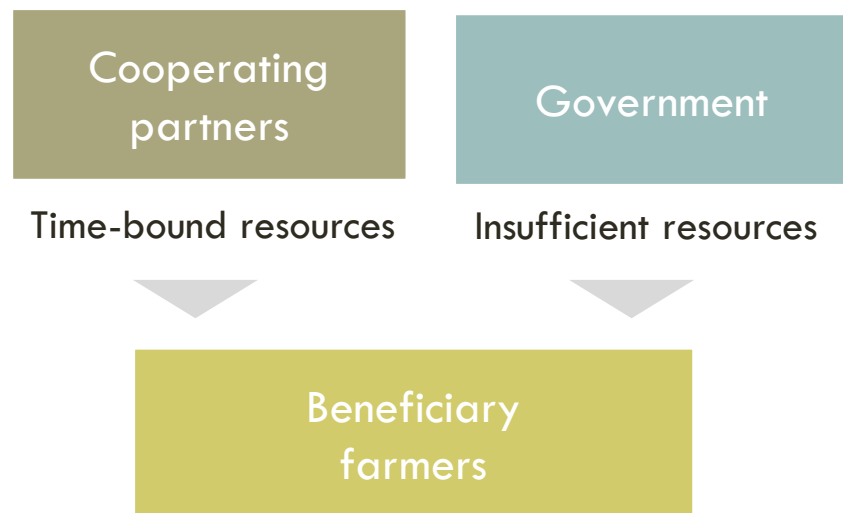 Cooperating
partners
Government
Time-bound resources
Insufficient resources
Beneficiary
farmers